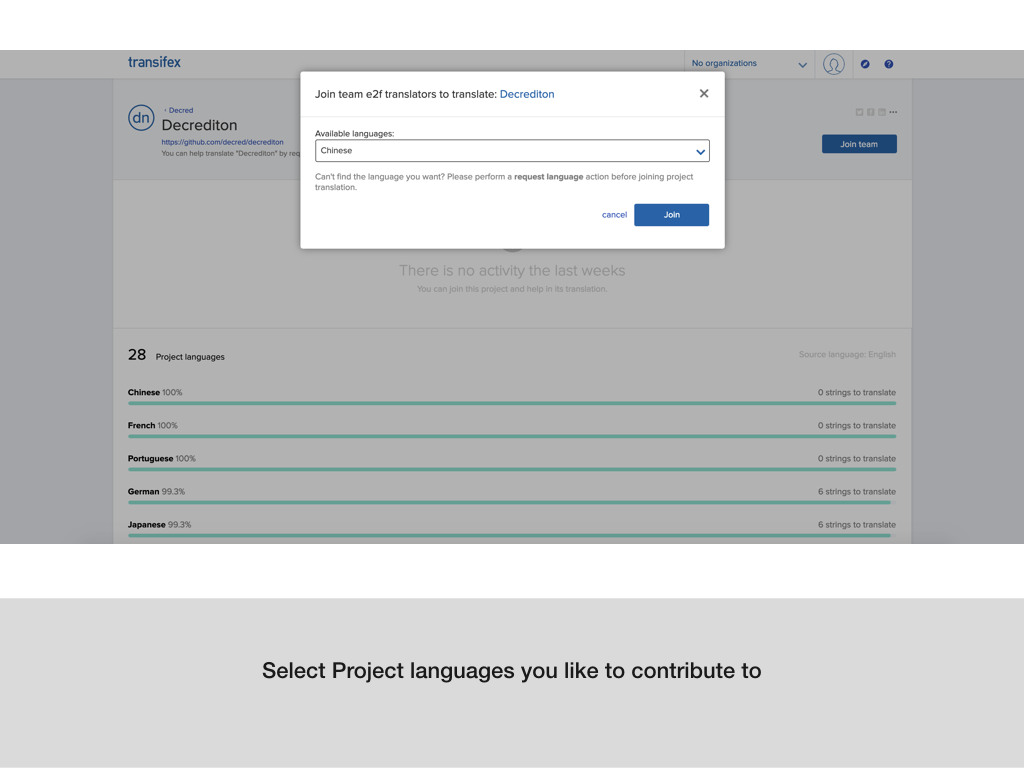 transifex
No organizations
Join team e2f translators to translate: Decrediton
Available languages:
Chinese
Can't find the language you want? Please perform a request language action before joining project
translation.
cancel
Join
dn
‹ Decred
Decrediton
https://github.com/decred/decrediton
You can help translate "Decrediton" by req
Join team
There is no activity the last weeks
You can join this project and help in its translation.
28 Project languages
Source language: English
Chinese 100%
0 strings to translate
French 100%
0 strings to translate
Portuguese 100%
0 strings to translate
German 99.3%
6 strings to translate
Japanese 99.3%
6 strings to translate
Select Project languages you like to contribute to